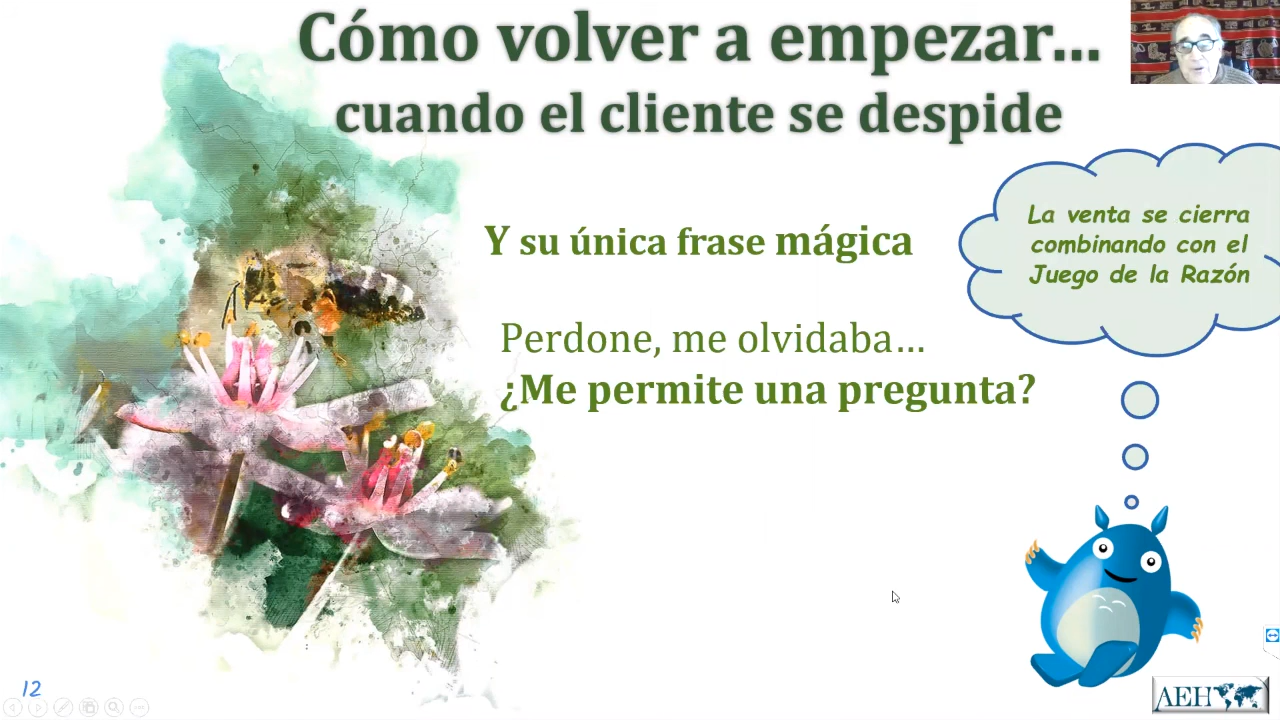 Cómo volver a empezar...
cuando el cliente se despide
La venta se cierra
combinando con el
Juego de la Razón
Y su única frase mágica
Perdone, me olvidaba...
¿Me permite una pregunta?
12
AEH